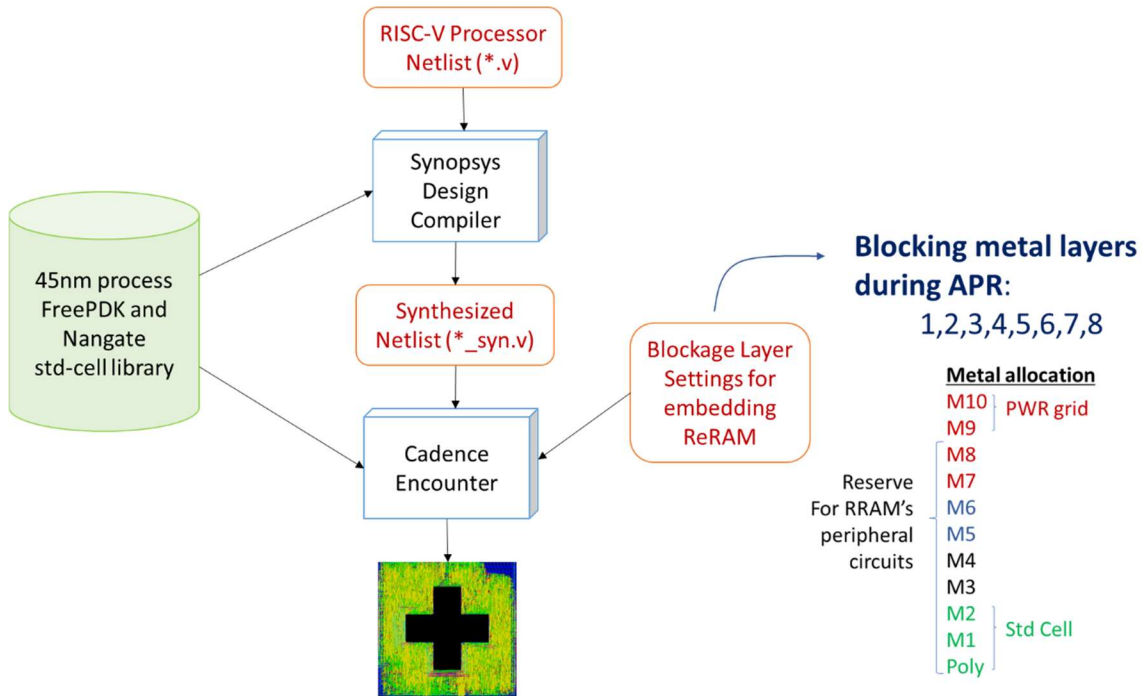 RISC-V Processor
Netlist (*.v)
Synopsys
Design
Compiler
45nm process
FreePDK and
Nangate
std-cell library
Synthesized
Netlist (*_syn.v)
Blockage Layer
Settings for
embedding
ReRAM
Cadence
Encounter
Blocking metal layers
during APR:
1,2,3,4,5,6,7,8
Metal allocation
M10
M9
PWR grid
M8
M7
M6
M5
M4
M3
M2
M1
Poly
Std Cell
Reserve
For RRAM's
peripheral
circuits